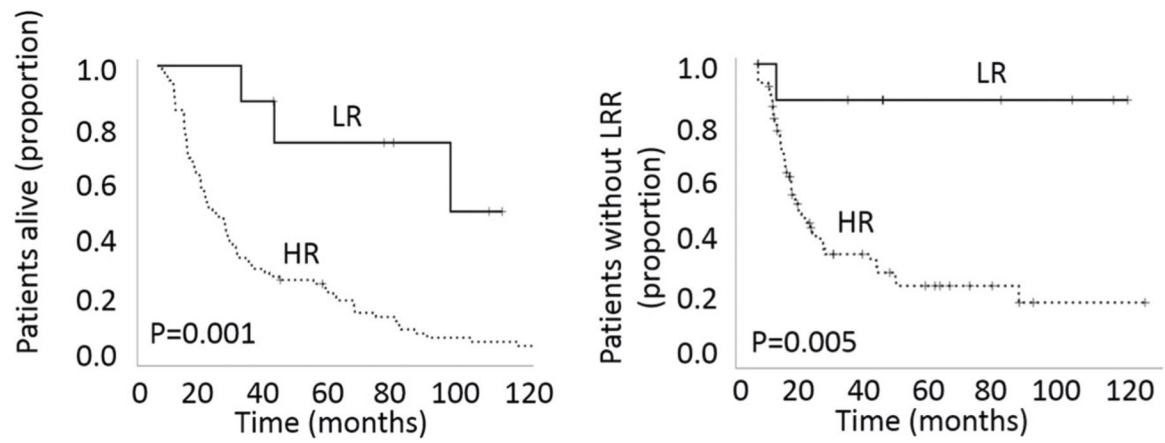 Patients alive (proportion)
1.0
0.8
0.6
0.4
0.2
0.0
LR
HR
P=0.001
0 20 40 60 80 100 120
Time (months)
Patients without LRR
(proportion)
1.0
0.8
0.6
0.4
0.2
0.0
LR
HR
P=0.005
0 20 40 60 80 100 120
Time (months)